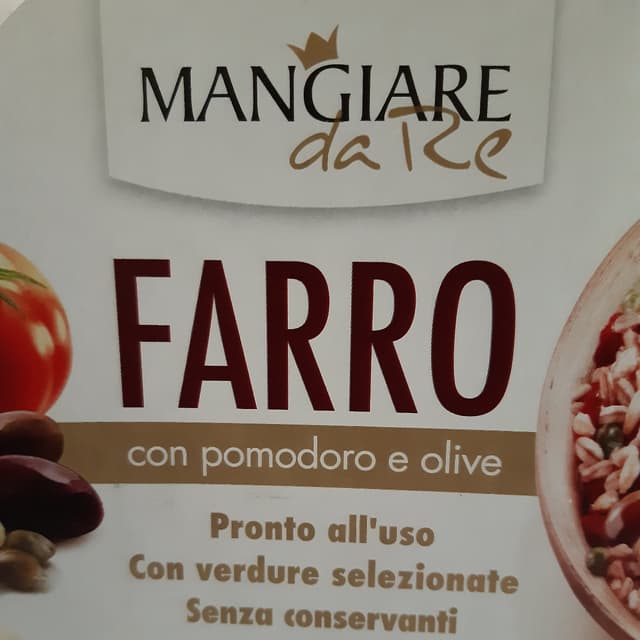 MANGIARE
da Re
FARRO
con pomodoro e olive
Pronto all'uso
Con verdure selezionate
Senza conservanti